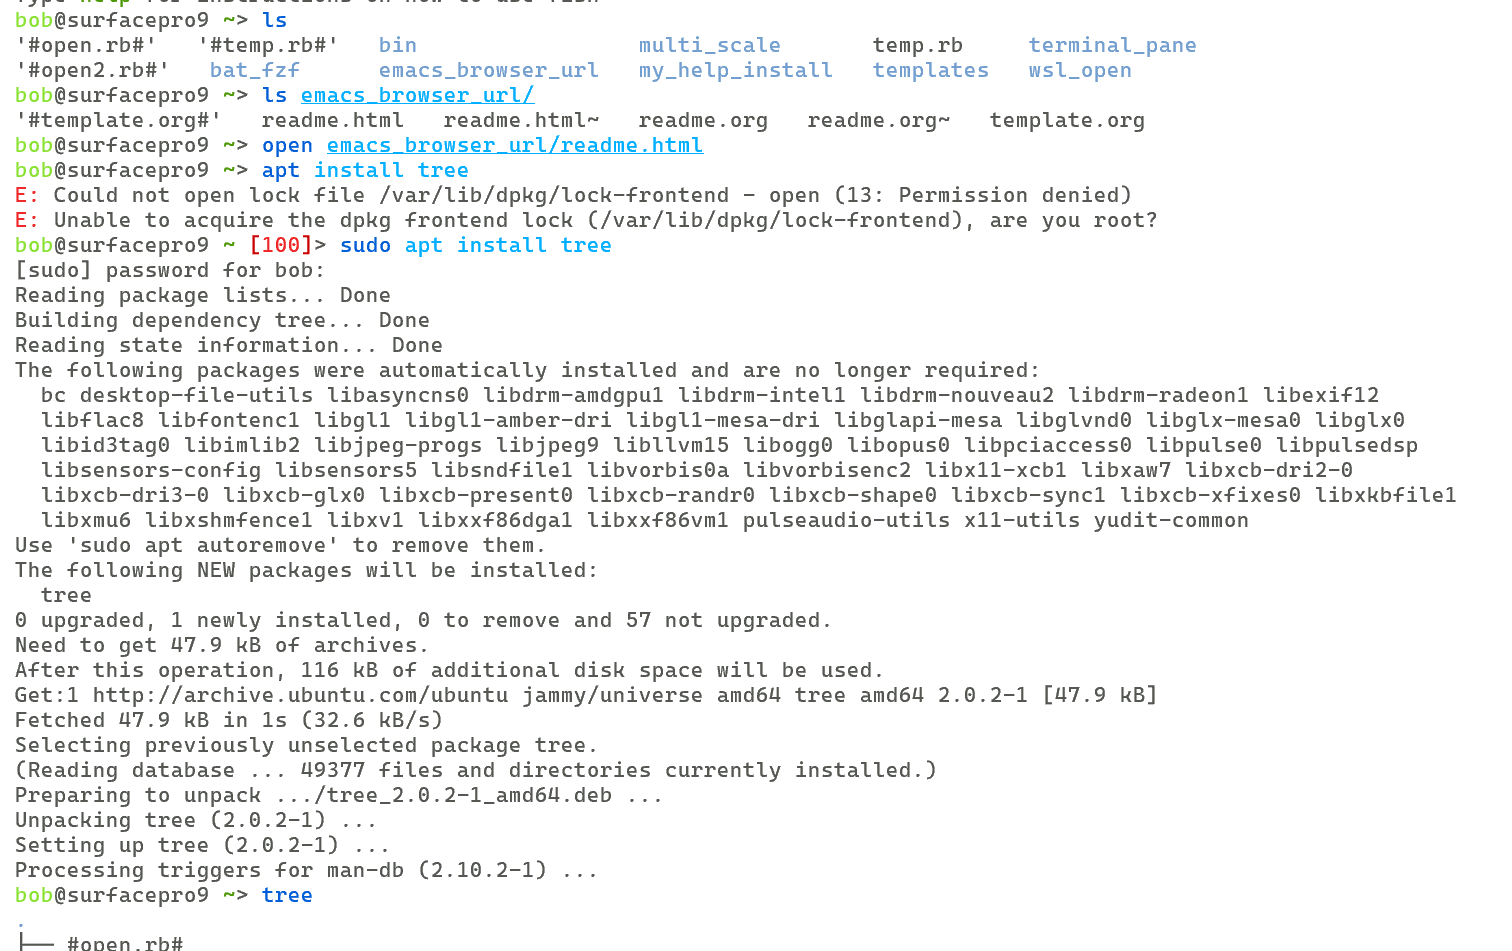 Type help for instructions on how to use fish
bob@surfacepro9 ~> ls
'#open.rb#'   '#temp.rb#'   bin                 multi_scale       temp.rb     terminal_pane
'#open2.rb#'   bat_fzf      emacs_browser_url   my_help_install   templates   wsl_open
bob@surfacepro9 ~> ls emacs_browser_url/
'#template.org#'   readme.html   readme.html~   readme.org   readme.org~   template.org
bob@surfacepro9 ~> open emacs_browser_url/readme.html
bob@surfacepro9 ~> apt install tree
E: Could not open lock file /var/lib/dpkg/lock-frontend - open (13: Permission denied)
E: Unable to acquire the dpkg frontend lock (/var/lib/dpkg/lock-frontend), are you root?
bob@surfacepro9 ~ [100]> sudo apt install tree
[sudo] password for bob:
Reading package lists... Done
Building dependency tree... Done
Reading state information... Done
The following packages were automatically installed and are no longer required:
  bc desktop-file-utils libasyncns0 libdrm-amdgpu1 libdrm-intel1 libdrm-nouveau2 libdrm-radeon1 libexif12
  libflac8 libfontenc1 libgl1 libgl1-amber-dri libgl1-mesa-dri libglapi-mesa libglvnd0 libglx-mesa0 libglx0
  libid3tag0 libimlib2 libjpeg-progs libjpeg9 libllvm15 libogg0 libopus0 libpciaccess0 libpulse0 libpulsedsp
  libsensors-config libsensors5 libsndfile1 libvorbis0a libvorbisenc2 libx11-xcb1 libxaw7 libxcb-dri2-0
  libxcb-dri3-0 libxcb-glx0 libxcb-present0 libxcb-randr0 libxcb-shape0 libxcb-sync1 libxcb-xfixes0 libxkbfile1
  libxmu6 libxshmfence1 libxv1 libxxf86dga1 libxxf86vm1 pulseaudio-utils x11-utils yudit-common
Use 'sudo apt autoremove' to remove them.
The following NEW packages will be installed:
  tree
0 upgraded, 1 newly installed, 0 to remove and 57 not upgraded.
Need to get 47.9 kB of archives.
After this operation, 116 kB of additional disk space will be used.
Get:1 http://archive.ubuntu.com/ubuntu jammy/universe amd64 tree amd64 2.0.2-1 [47.9 kB]
Fetched 47.9 kB in 1s (32.6 kB/s)
Selecting previously unselected package tree.
(Reading database ... 49377 files and directories currently installed.)
Preparing to unpack .../tree_2.0.2-1_amd64.deb ...
Unpacking tree (2.0.2-1) ...
Setting up tree (2.0.2-1) ...
Processing triggers for man-db (2.10.2-1) ...
bob@surfacepro9 ~> tree
.
├── #open.rb#